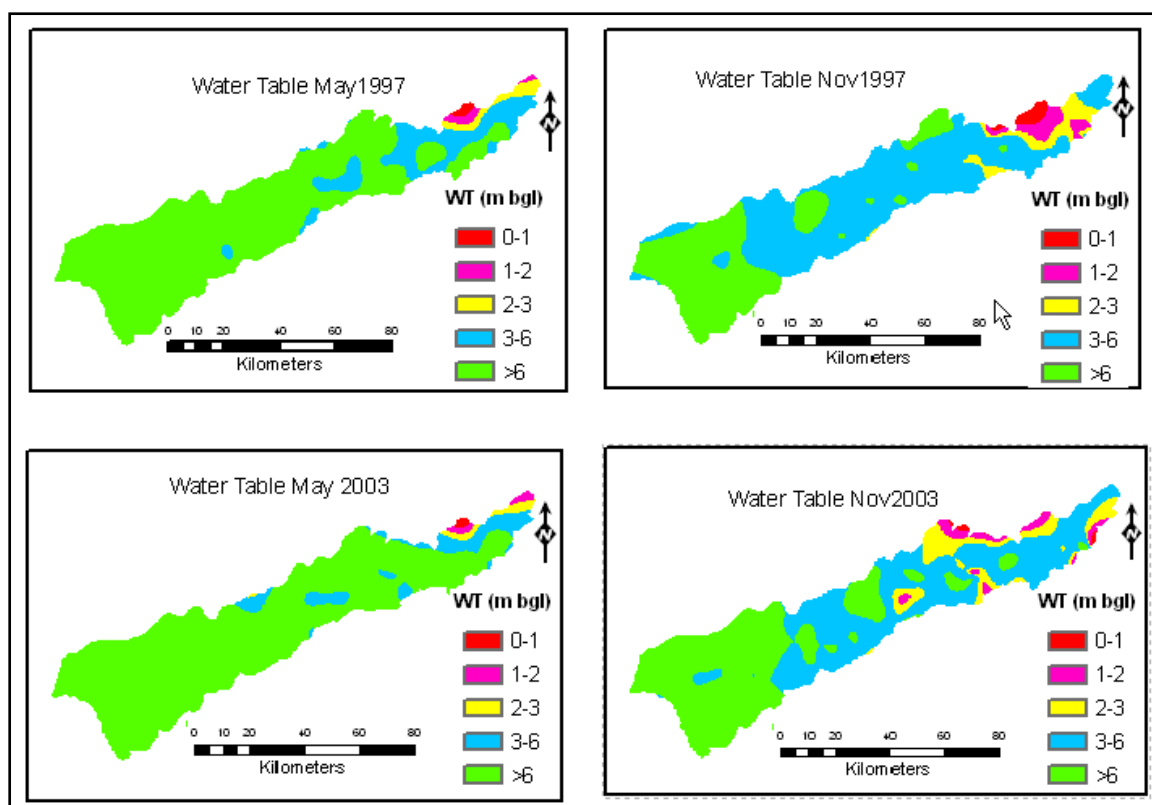 Water Table May1997
N
WT (m bgl)
0-1
1-2
2-3
3-6
>6
0 10 20 40 60 80
Kilometers
Water Table Nov1997
N
WT (m bgl)
0-1
1-2
2-3
3-6
>6
0 10 20 40 60 80
Kilometers
Water Table May 2003
N
WT (m bgl)
0-1
1-2
2-3
3-6
>6
0 10 20 40 60 80
Kilometers
Water Table Nov2003
N
WT (m bgl)
0-1
1-2
2-3
3-6
>6
0 10 20 40 60 80
Kilometers